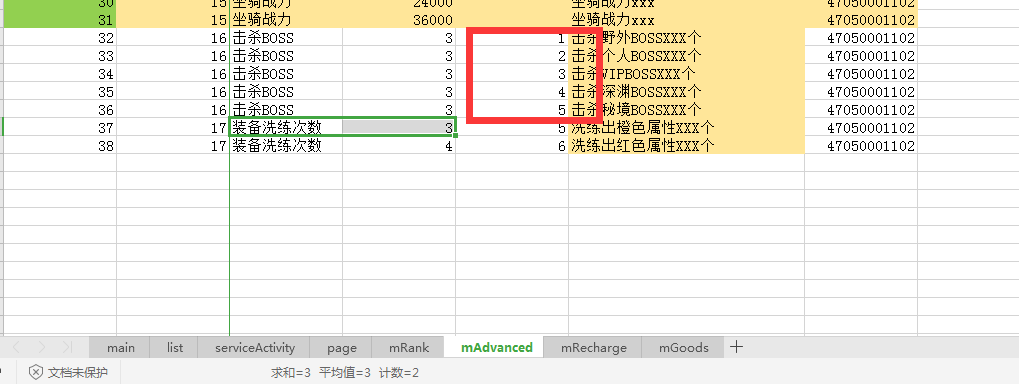 30 15 坐骑战力 24000 坐骑战力xxx 47050001102
31 15 坐骑战力 36000 坐骑战力xxx 47050001102
32 16 击杀BOSS 3 1 击杀野外BOSSXXX个 47050001102
33 16 击杀BOSS 3 2 击杀个人BOSSXXX个 47050001102
34 16 击杀BOSS 3 3 击杀VIPBOSSXXX个 47050001102
35 16 击杀BOSS 3 4 击杀深渊BOSSXXX个 47050001102
36 16 击杀BOSS 3 5 击杀秘境BOSSXXX个 47050001102
37 17 装备洗练次数 3 5 洗练出橙色属性XXX个 47050001102
38 17 装备洗练次数 4 6 洗练出红色属性XXX个 47050001102
main list serviceActivity page mRank mAdvanced mRecharge mGoods
文档未保护 求和=3 平均值=3 计数=2